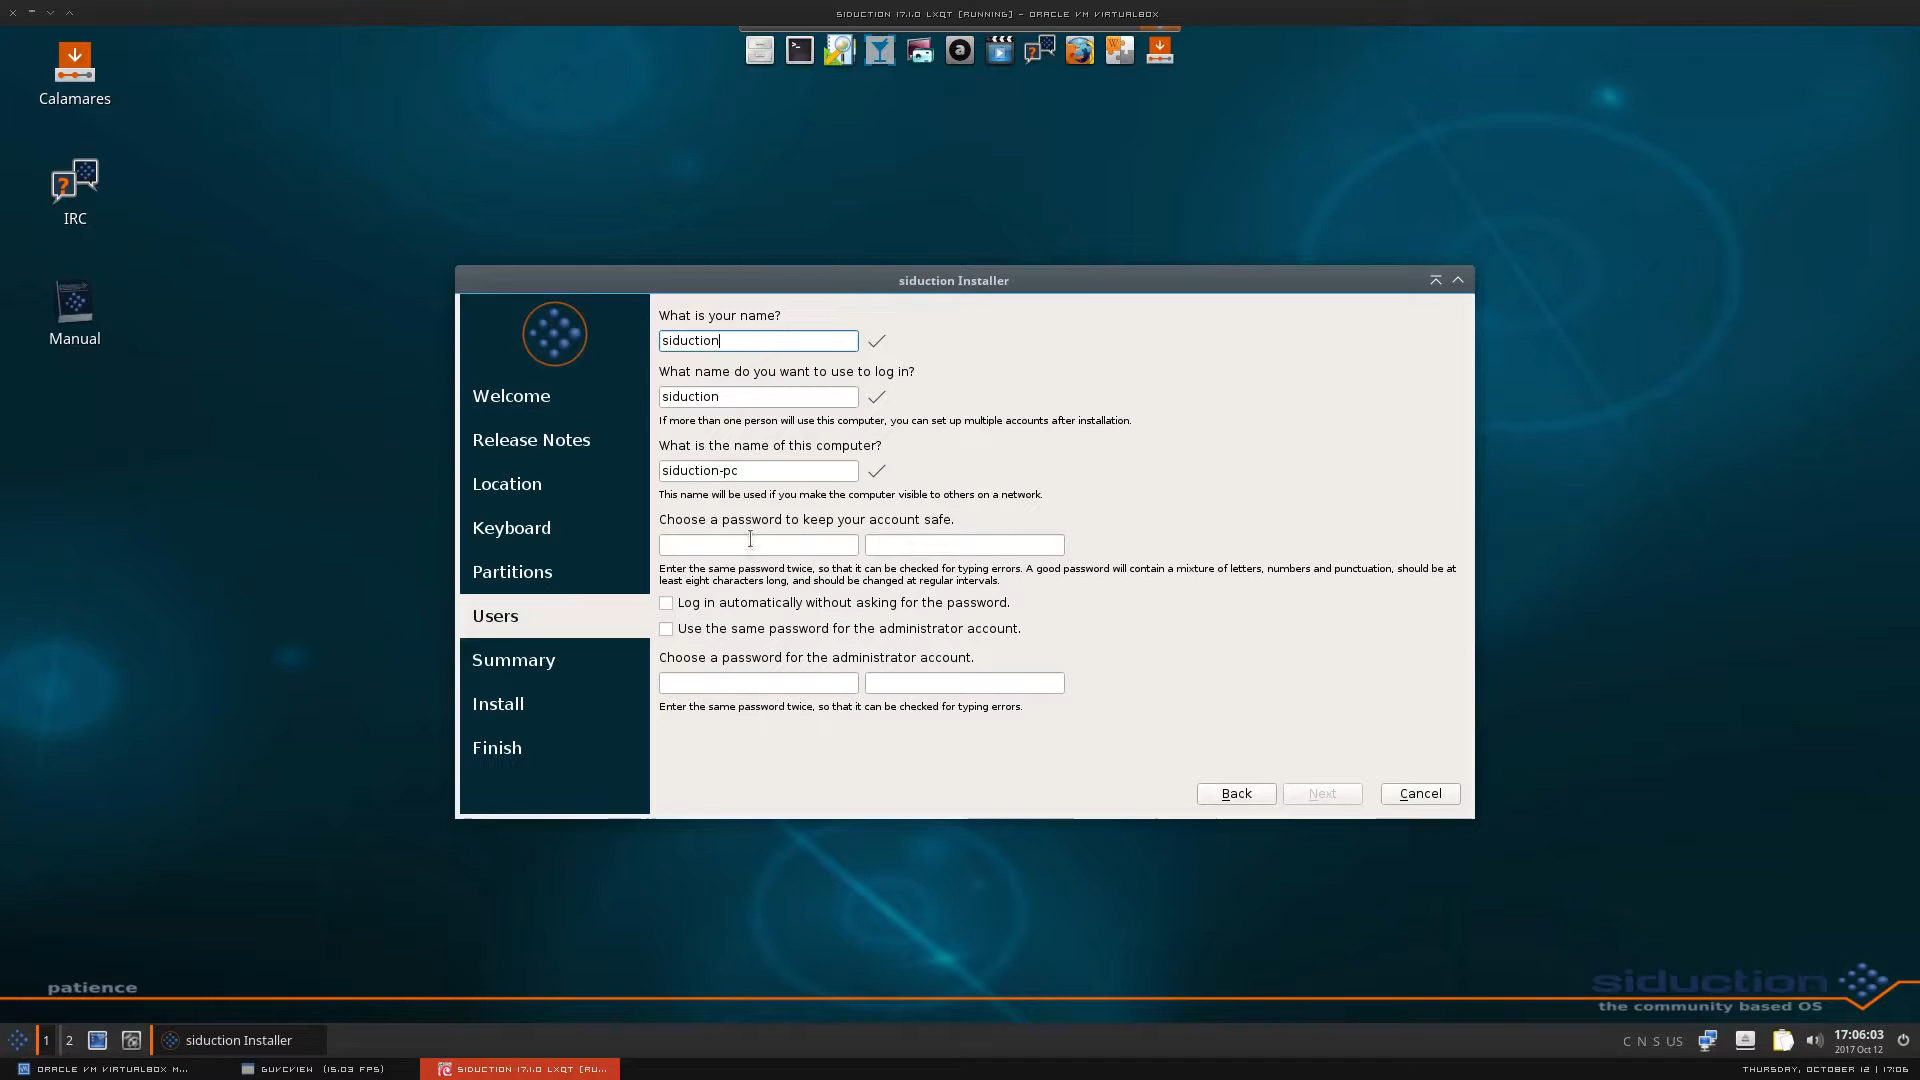 SIDUCTION 17.1.0 LXQT [RUNNING] - ORACLE VM VIRTUALBOX
Calamares
IRC
Manual
siduction Installer
Welcome
Release Notes
Location
Keyboard
Partitions
Users
Summary
Install
Finish
What is your name?
siduction
What name do you want to use to log in?
siduction
If more than one person will use this computer, you can set up multiple accounts after installation.
What is the name of this computer?
siduction-pc
This name will be used if you make the computer visible to others on a network.
Choose a password to keep your account safe.
Enter the same password twice, so that it can be checked for typing errors. A good password will contain a mixture of letters, numbers and punctuation, should be at
least eight characters long, and should be changed at regular intervals.
Log in automatically without asking for the password.
Use the same password for the administrator account.
Choose a password for the administrator account.
Enter the same password twice, so that it can be checked for typing errors.
Back
Next
Cancel
patience
siduction
the community based OS
1
2
siduction Installer
C N S US
17:06:03
2017 Oct 12
ORACLE VM VIRTUALBOX M...
GUVCVIEW (15.03 FPS)
SIDUCTION 17.1.0 LXQT [RU...
THURSDAY, OCTOBER 12 | 17:06